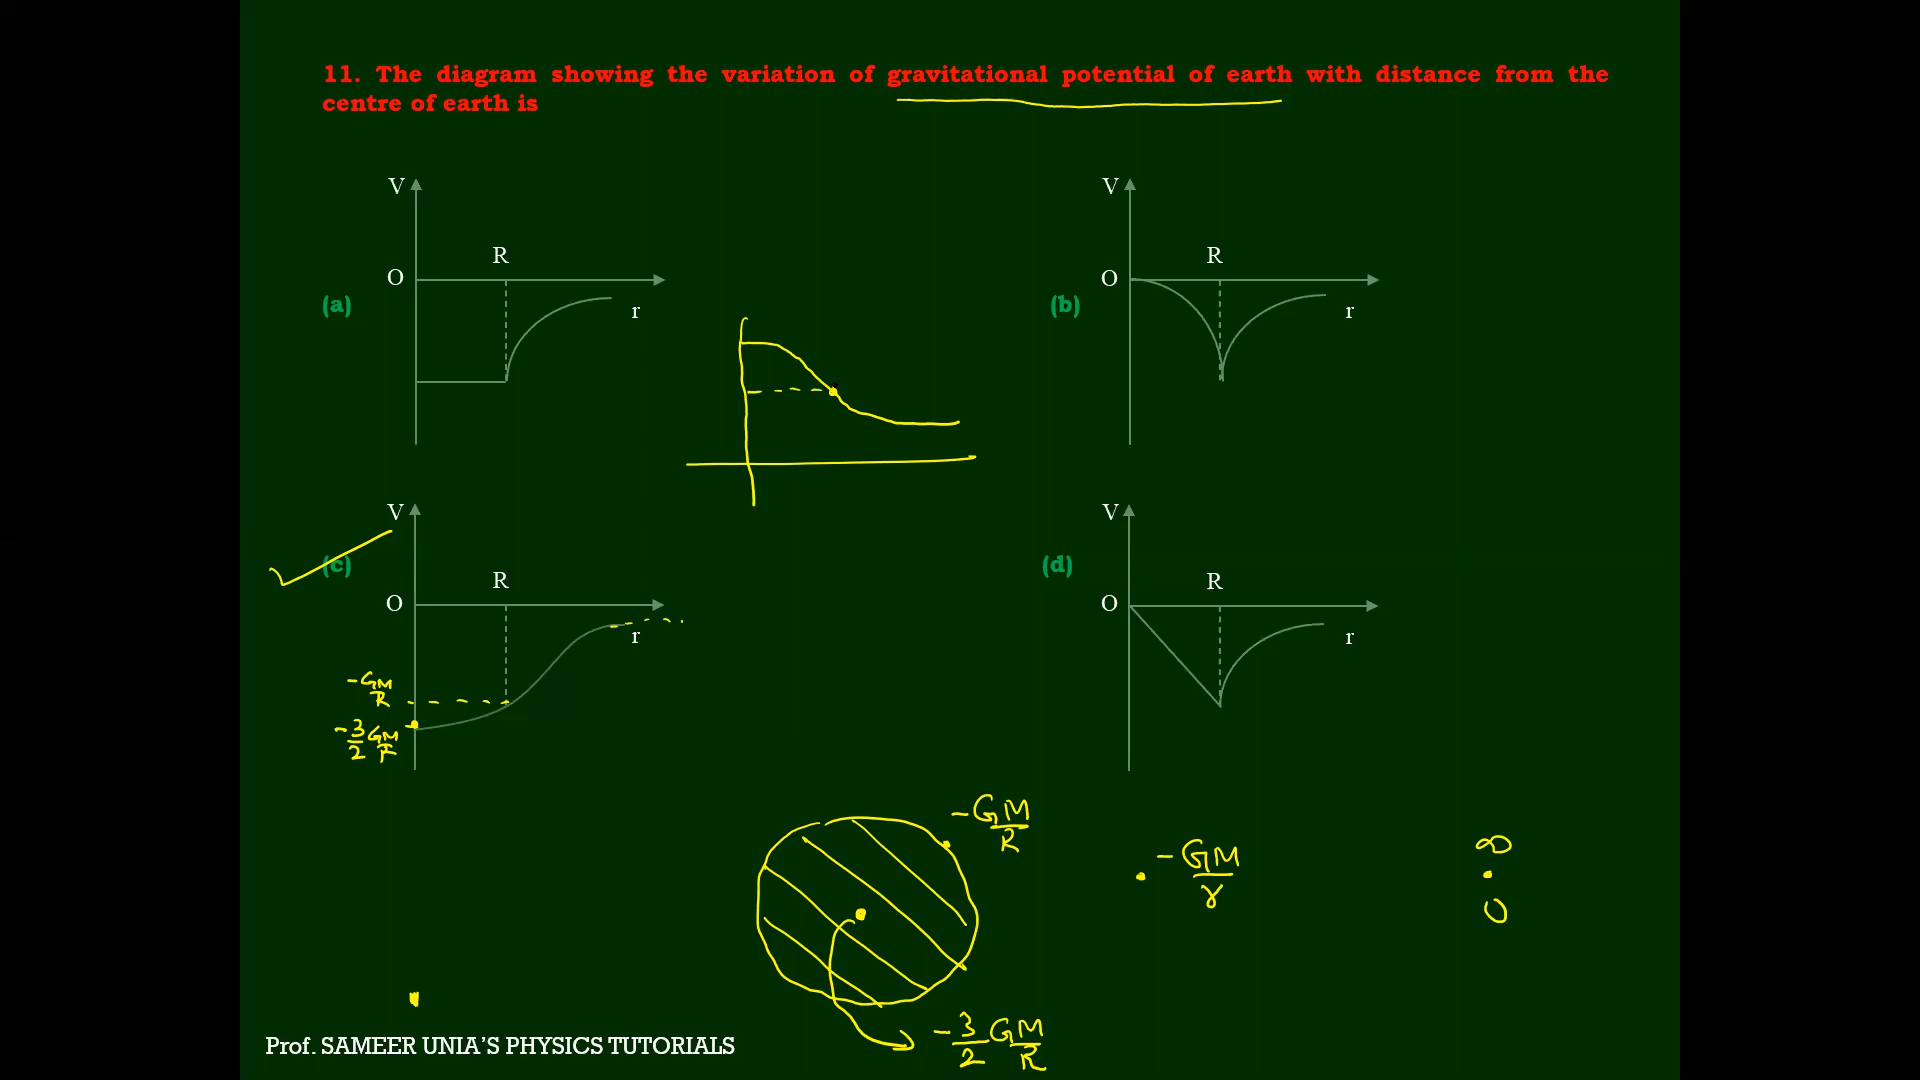 11. The diagram showing the variation of gravitational potential of earth with distance from the
centre of earth is
V
R
O
r
(a)
V
R
O
r
(b)
V
R
O
r
(c)
-GM/R
-3/2 GM/r
V
R
O
r
(d)
-GM/R
-GM/r
∞
0
-3/2 GM/R
Prof. SAMEER UNIA'S PHYSICS TUTORIALS